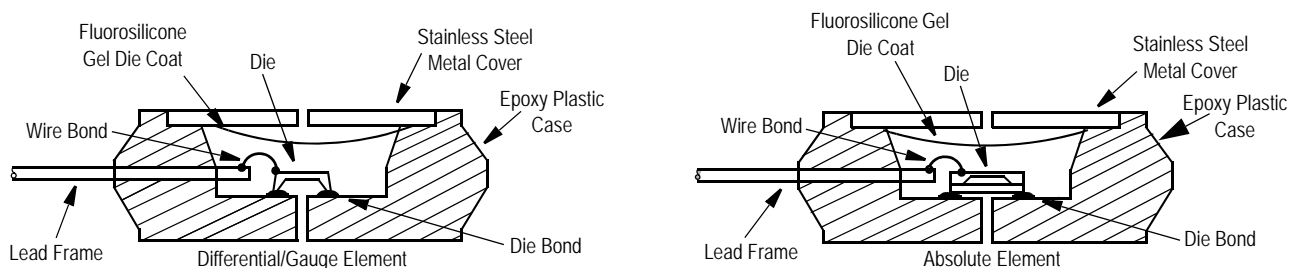 Fluorosilicone
Gel Die Coat
Die
Stainless Steel
Metal Cover
Epoxy Plastic
Case
Wire Bond
Lead Frame
Die Bond
Differential/Gauge Element
Fluorosilicone Gel
Die Coat
Die
Stainless Steel
Metal Cover
Epoxy Plastic
Case
Wire Bond
Lead Frame
Die Bond
Absolute Element